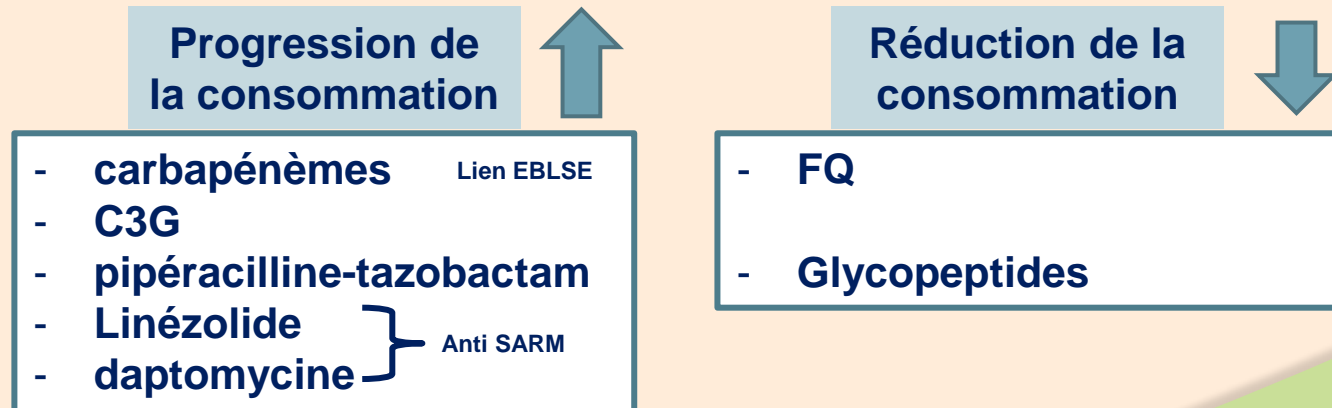 Progression de
la consommation
- carbapénèmes Lien EBLSE
- C3G
- pipéracilline-tazobactam
- Linézolide
- daptomycine
Anti SARM
Réduction de la
consommation
- FQ
- Glycopeptides